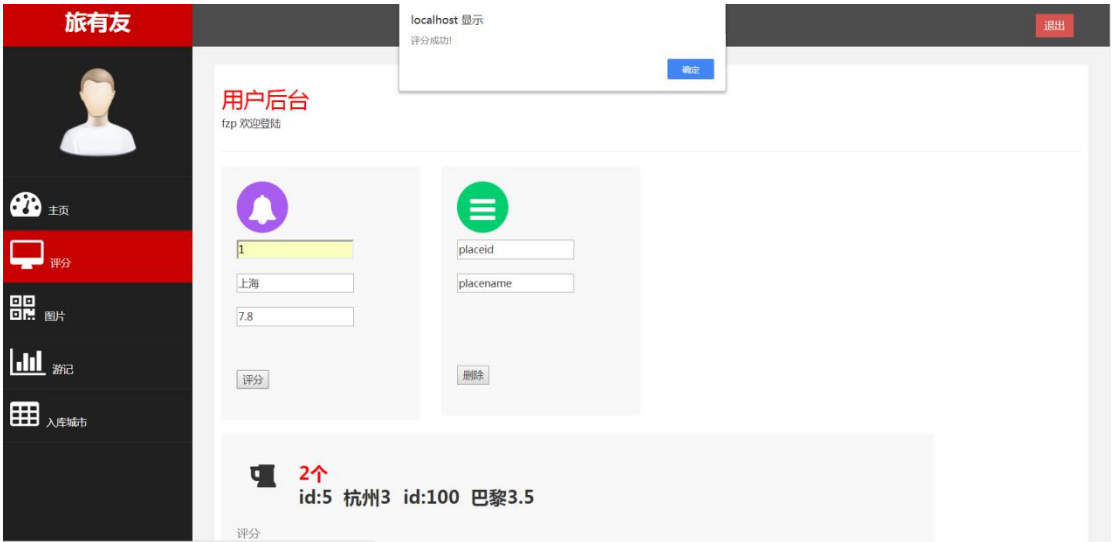 旅有友
localhost 显示
评分成功!
确定
退出
用户后台
fzp 欢迎登陆
主页
评分
图片
游记
入库城市
1
上海
7.8
评分
placeid
placename
删除
2个
id:5 杭州3 id:100 巴黎3.5
评分